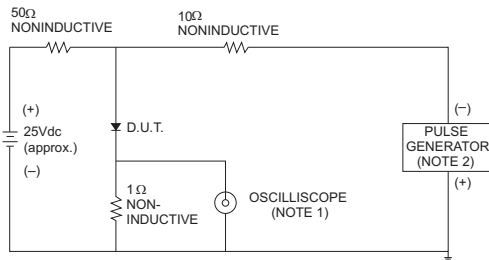 50Ω
NONINDUCTIVE
10Ω
NONINDUCTIVE
(+)
25Vdc
(approx.)
(–)
D.U.T.
1Ω
NON-
INDUCTIVE
OSCILLISCOPE
(NOTE 1)
(–)
PULSE
GENERATOR
(NOTE 2)
(+)